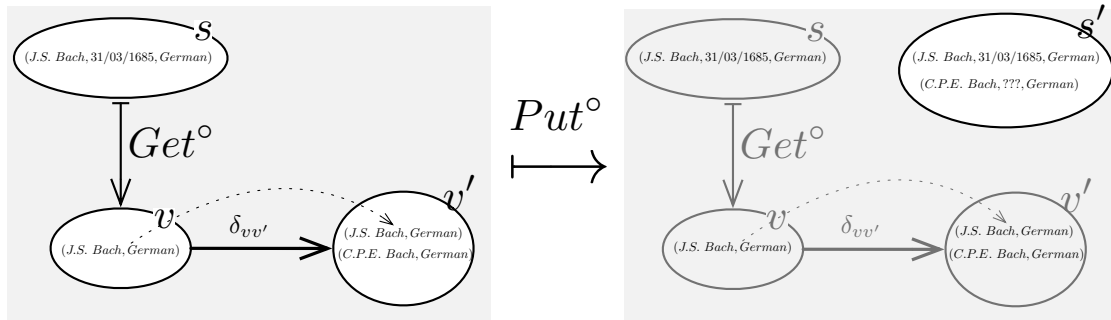 s
(J.S. Bach, 31/03/1685, German)
Get°
v
(J.S. Bach, German)
δvv′
v′
(J.S. Bach, German)
(C.P.E. Bach, German)
Put°
s
(J.S. Bach, 31/03/1685, German)
s′
(J.S. Bach, 31/03/1685, German)
(C.P.E. Bach, ???, German)
Get°
v
(J.S. Bach, German)
δvv′
v′
(J.S. Bach, German)
(C.P.E. Bach, German)